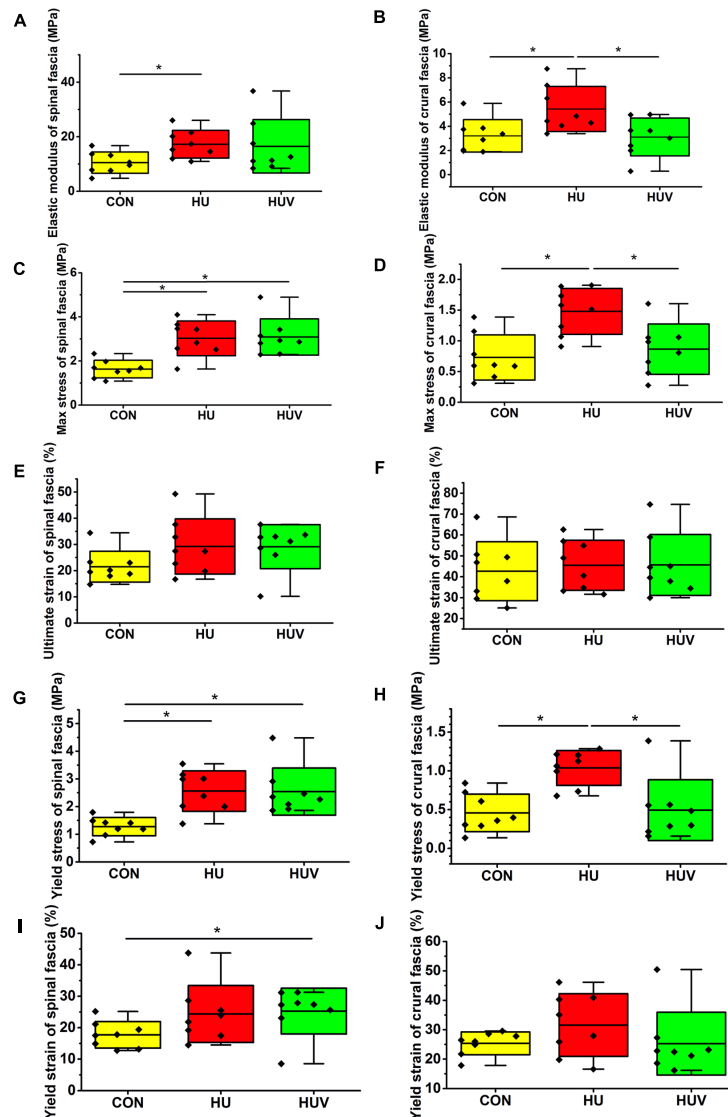 A
Elastic modulus of spinal fascia (MPa)
60
40
20
0
*
CON
HU
HUV
B
Elastic modulus of crural fascia (MPa)
10
8
6
4
2
0
*
*
CON
HU
HUV
C
Max stress of spinal fascia (MPa)
6
4
2
0
*
*
CON
HU
HUV
D
Max stress of crural fascia (MPa)
2.0
1.5
1.0
0.5
0.0
*
*
CON
HU
HUV
E
Ultimate strain of spinal fascia (%)
50
40
30
20
10
0
CON
HU
HUV
F
Ultimate strain of crural fascia (%)
80
70
60
50
40
30
20
CON
HU
HUV
G
Yield stress of spinal fascia (MPa)
5
4
3
2
1
0
*
*
CON
HU
HUV
H
Yield stress of crural fascia (MPa)
2.0
1.5
1.0
0.5
0.0
*
*
CON
HU
HUV
I
Yield strain of spinal fascia (%)
50
40
30
20
10
0
*
CON
HU
HUV
J
Yield strain of crural fascia (%)
60
50
40
30
20
10
CON
HU
HUV